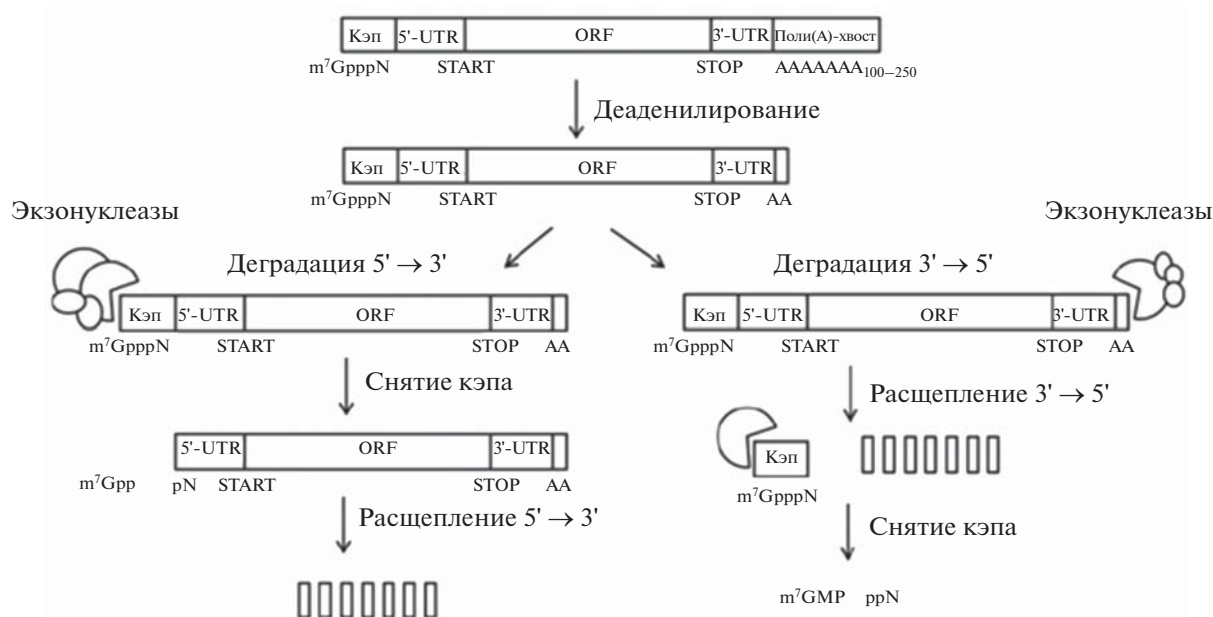 Кэп 5'-UTR ORF 3'-UTR Поли(А)-хвост
m⁷GpppN START STOP AAAAAAA₁₀₀₋₂₅₀
Деаденилирование
Кэп 5'-UTR ORF 3'-UTR
m⁷GpppN START STOP AA
Экзонуклеазы
Экзонуклеазы
Деградация 5' → 3'
Деградация 3' → 5'
Кэп 5'-UTR ORF 3'-UTR
m⁷GpppN START STOP AA
Кэп 5'-UTR ORF 3'-UTR
m⁷GpppN START STOP AA
Снятие кэпа
Расщепление 3' → 5'
5'-UTR ORF 3'-UTR
m⁷Gpp pN START STOP AA
Кэп
m⁷GpppN
Расщепление 5' → 3'
Снятие кэпа
m⁷GMP ppN